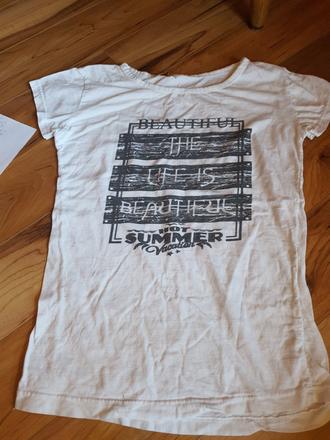 BEAUTIFUL
THE
LIFE IS
BEAUTIFUL
HOT
SUMMER
Vacation